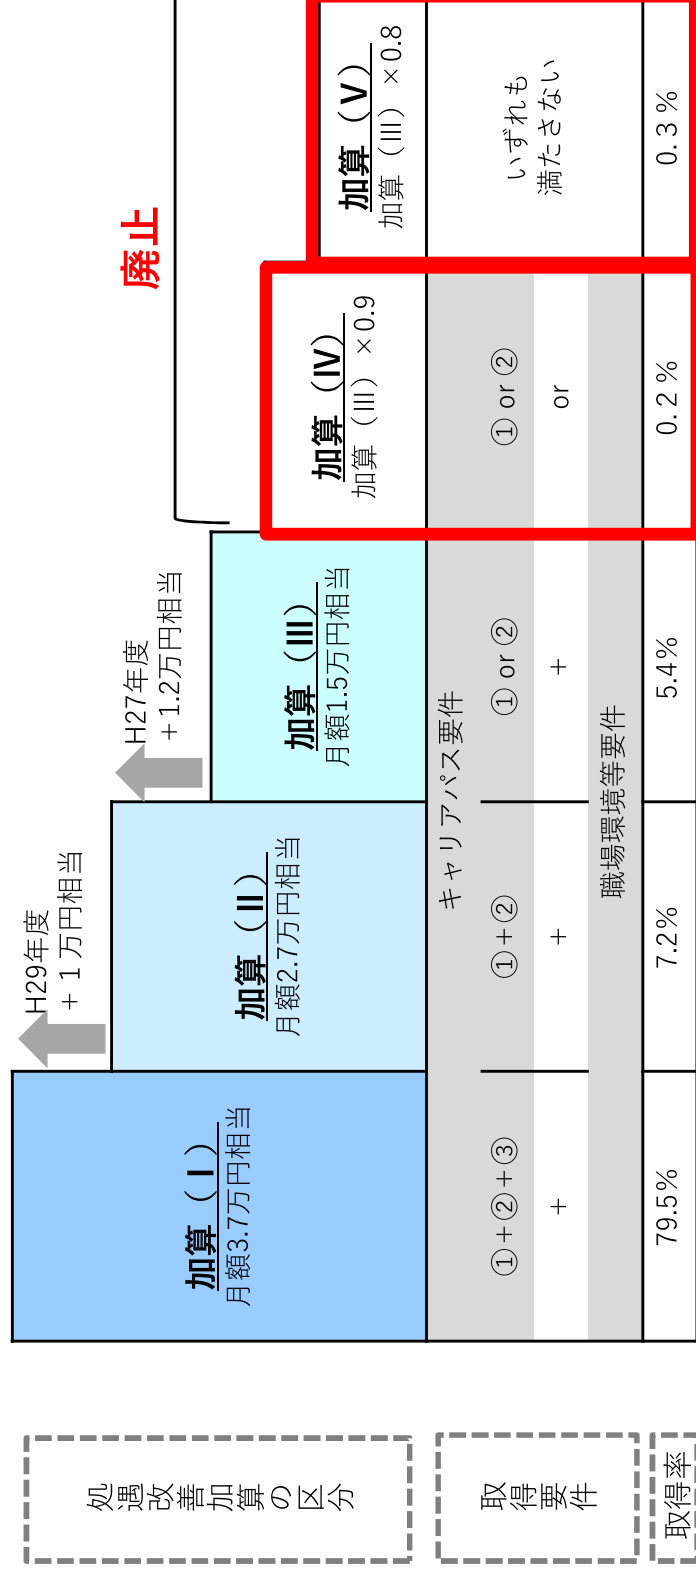 処遇改善加算の区分
取得要件
取得率
H29年度
＋１万円相当
H27年度
＋1.2万円相当
廃止
加算（Ⅰ）
月額3.7万円相当
加算（Ⅱ）
月額2.7万円相当
加算（Ⅲ）
月額1.5万円相当
加算（Ⅳ）
加算（Ⅲ）×0.9
加算（Ⅴ）
加算（Ⅲ）×0.8
キャリアパス要件
①＋②＋③
①＋②
① or ②
① or ②
いずれも
満たさない
＋
＋
＋
or
職場環境等要件
79.5%
7.2%
5.4%
0.2％
0.3％